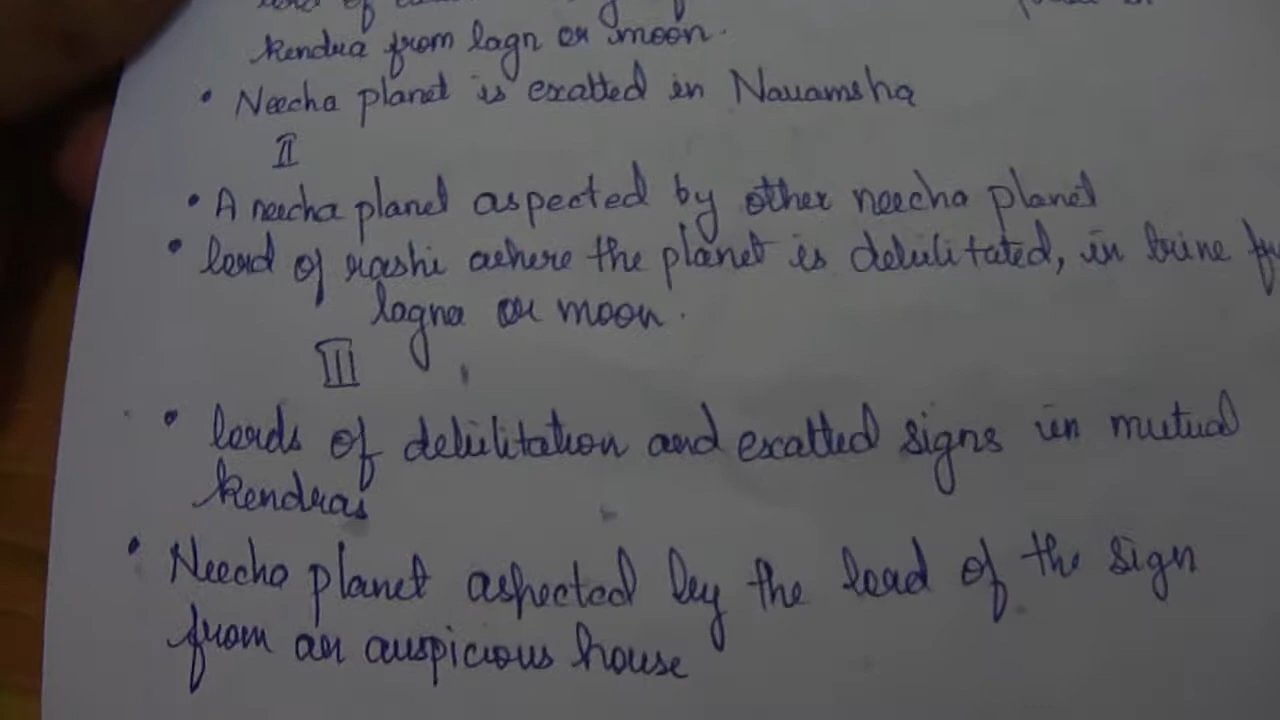 kendra from lagn or moon.
• Neecha planet is exalted in Navamsha
II
• A neecha planet aspected by other neecha planet
• lord of rashi where the planet is debilitated, in trine
lagna or moon.
III
• lords of debilitation and exalted signs in mutual
kendras
• Neecha planet aspected by the lord of the sign
from an auspicious house